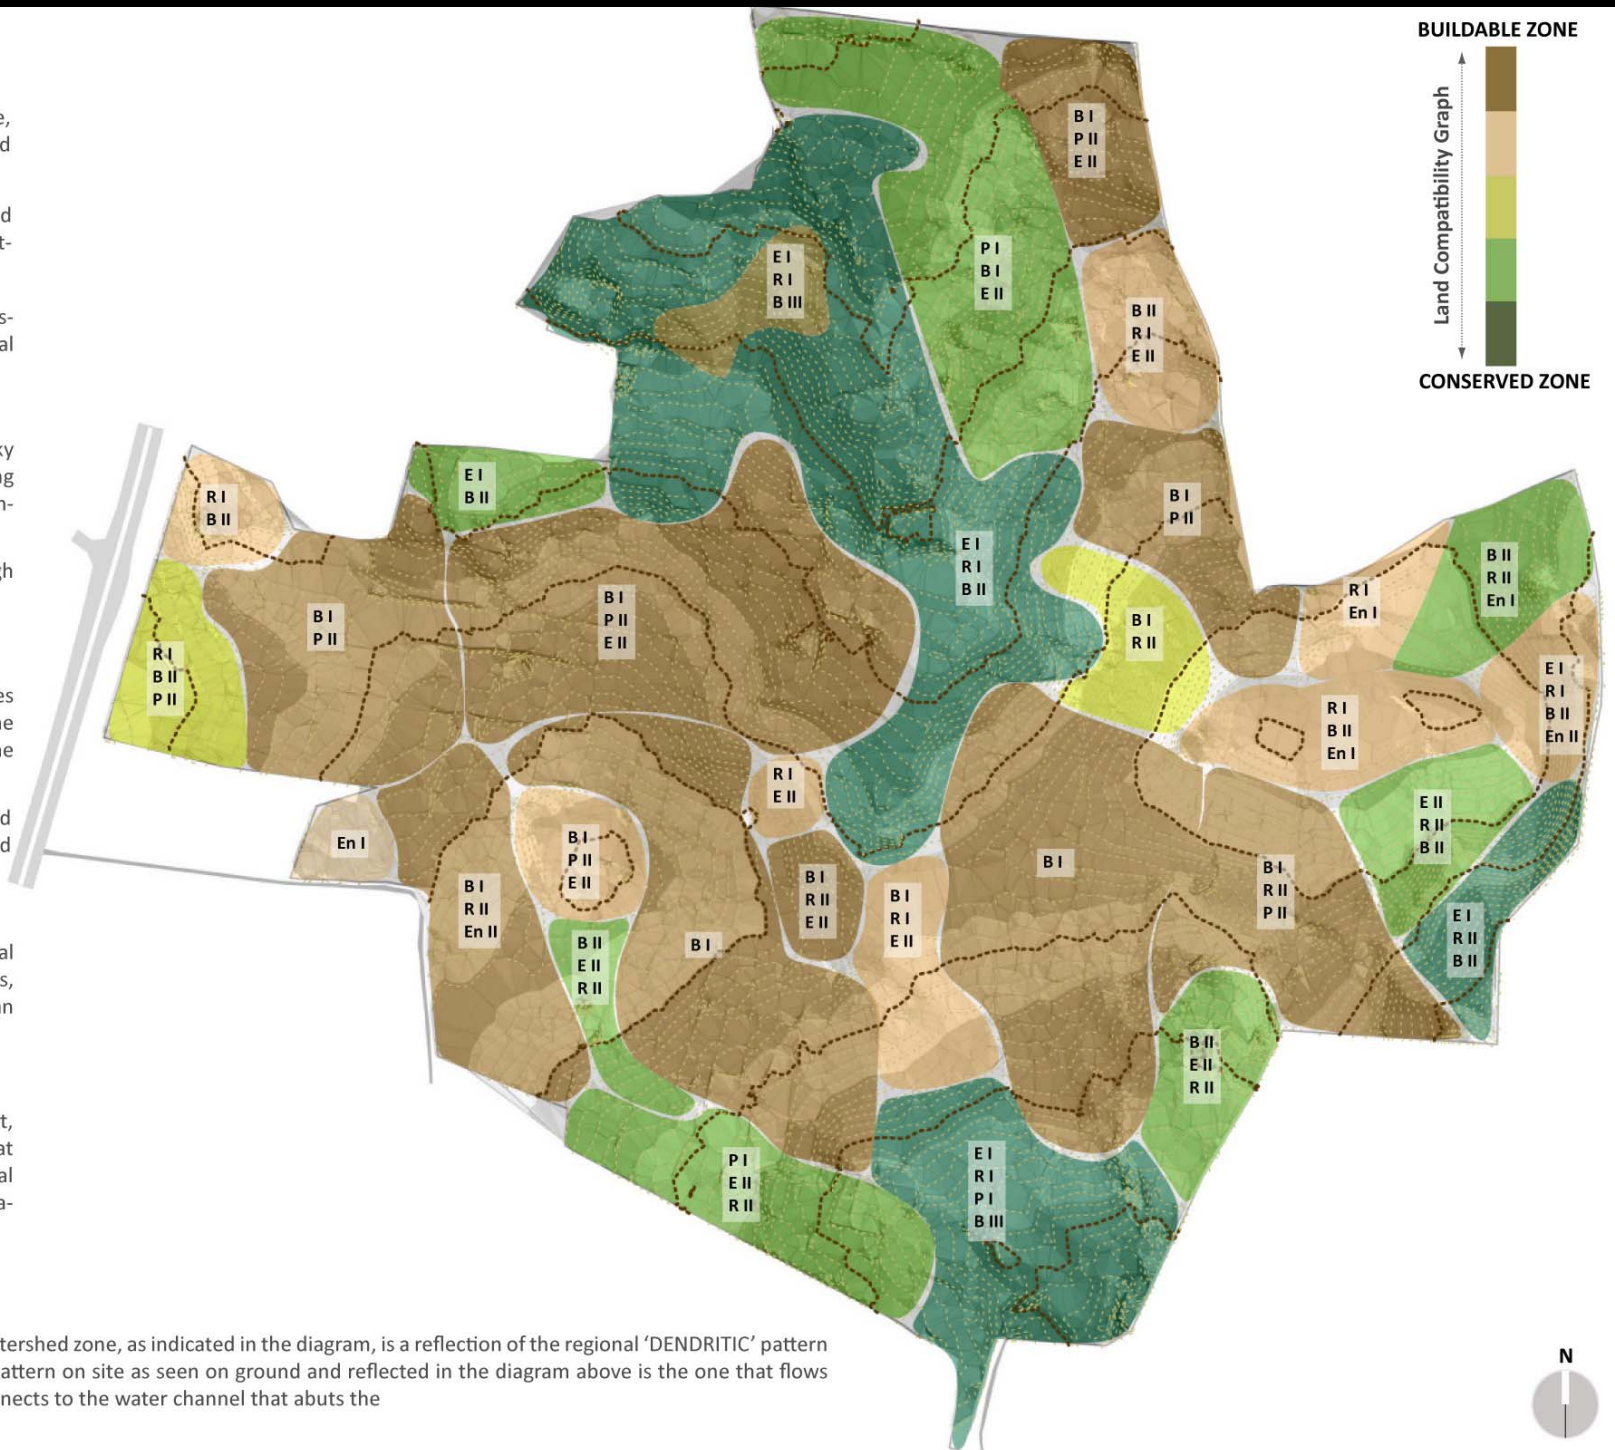 BUILDABLE ZONE
Land Compatibility Graph
CONSERVED ZONE
B I
P II
E II
E I
R I
B III
P I
B I
E II
B II
R I
E II
R I
B II
E I
B II
B I
P II
E I
R I
B II
B I
P II
B I
P II
E II
B I
R II
R I
En I
B II
R II
En I
R I
B II
P II
E I
R I
B II
En II
R I
B II
En I
R I
E II
En I
B I
P II
E II
E II
R II
B II
B I
R II
En II
B I
R II
E II
B I
R I
E II
B I
B I
R II
P II
B I
B II
E II
R II
E I
R II
B II
B II
E II
R II
P I
E II
R II
E I
R I
P I
B III
tershed zone, as indicated in the diagram, is a reflection of the regional ‘DENDRITIC’ pattern
attern on site as seen on ground and reflected in the diagram above is the one that flows
nects to the water channel that abuts the
N